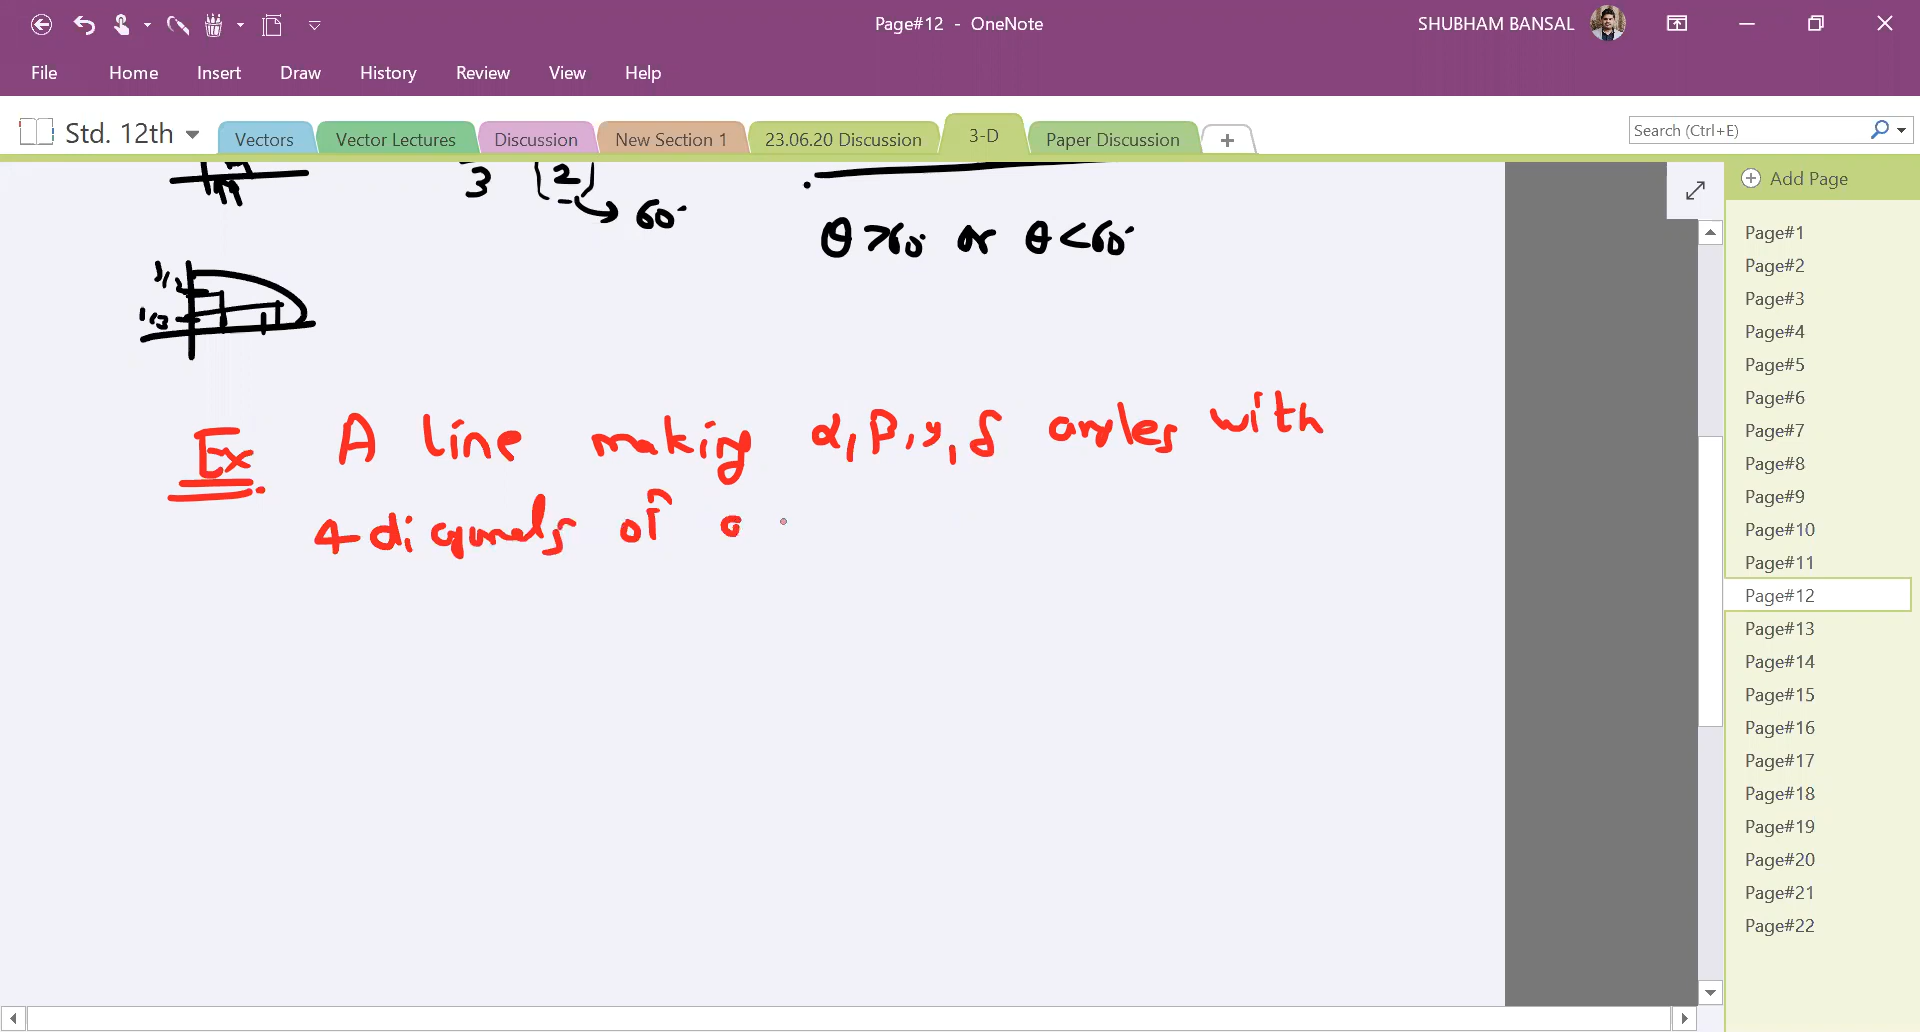 Page#12 - OneNote
SHUBHAM BANSAL
File Home Insert Draw History Review View Help
Std. 12th
Vectors
Vector Lectures
Discussion
New Section 1
23.06.20 Discussion
3-D
Paper Discussion
Search (Ctrl+E)
Add Page
3 2
60°
θ >60° or θ <60°
1/√3
Ex A line making α, β, γ, δ angles with
4 diagonals of a
Page#1
Page#2
Page#3
Page#4
Page#5
Page#6
Page#7
Page#8
Page#9
Page#10
Page#11
Page#12
Page#13
Page#14
Page#15
Page#16
Page#17
Page#18
Page#19
Page#20
Page#21
Page#22